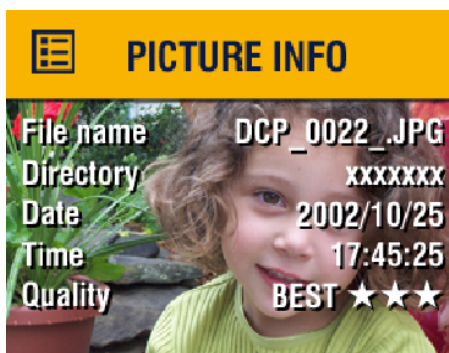 PICTURE INFO
File name DCP_0022_.JPG
Directory xxxxxxx
Date 2002/10/25
Time 17:45:25
Quality BEST ★★★